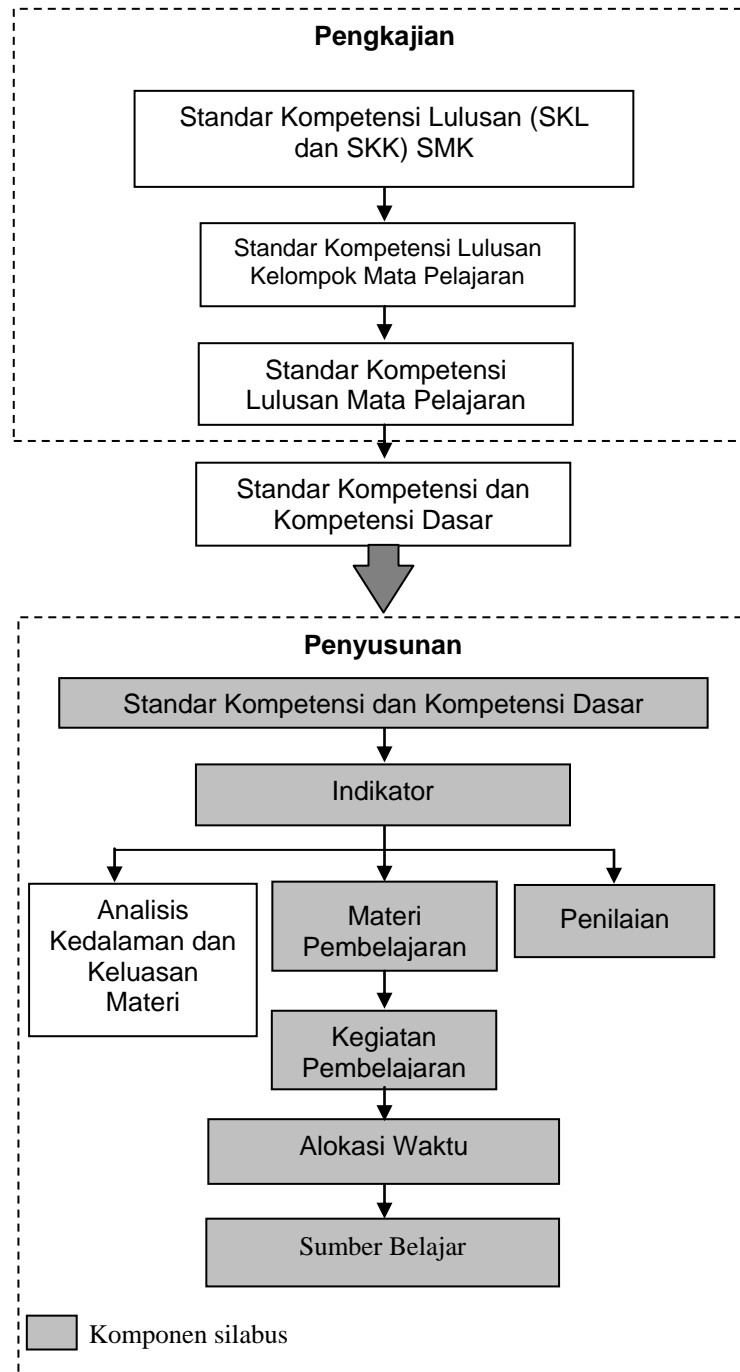 Pengkajian
Standar Kompetensi Lulusan (SKL
dan SKK) SMK
Standar Kompetensi Lulusan
Kelompok Mata Pelajaran
Standar Kompetensi
Lulusan Mata Pelajaran
Standar Kompetensi dan
Kompetensi Dasar
Penyusunan
Standar Kompetensi dan Kompetensi Dasar
Indikator
Analisis
Kedalaman dan
Keluasan
Materi
Materi
Pembelajaran
Penilaian
Kegiatan
Pembelajaran
Alokasi Waktu
Sumber Belajar
Komponen silabus